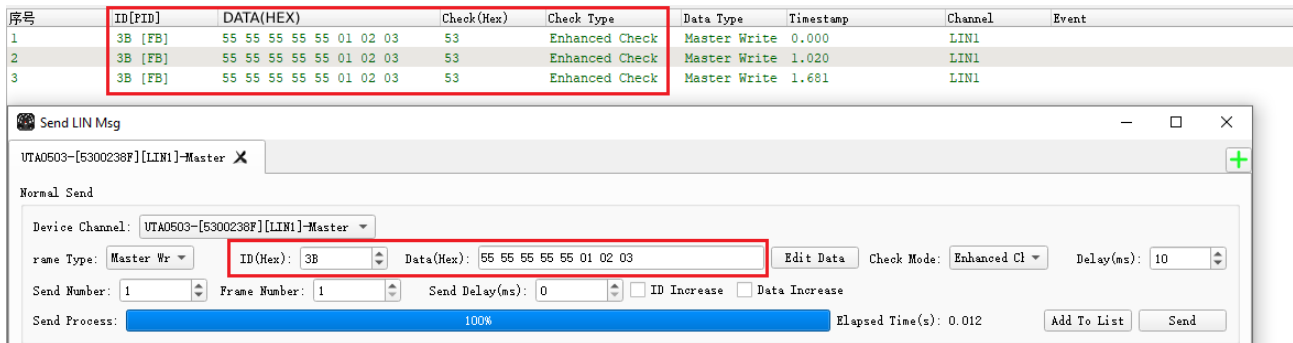 序号 ID[PID] DATA(HEX) Check(Hex) Check Type Data Type Timestamp Channel Event
1 3B [FB] 55 55 55 55 55 01 02 03 53 Enhanced Check Master Write 0.000 LIN1
2 3B [FB] 55 55 55 55 55 01 02 03 53 Enhanced Check Master Write 1.020 LIN1
3 3B [FB] 55 55 55 55 55 01 02 03 53 Enhanced Check Master Write 1.681 LIN1
Send LIN Msg
UTA0503-[5300238F][LIN1]-Master
Normal Send
Device Channel: UTA0503-[5300238F][LIN1]-Master
rame Type: Master Wr ID(Hex): 3B Data(Hex): 55 55 55 55 55 01 02 03 Edit Data Check Mode: Enhanced Cl Delay(ms): 10
Send Number: 1 Frame Number: 1 Send Delay(ms): 0 ID Increase Data Increase
Send Process: 100% Elapsed Time(s): 0.012 Add To List Send